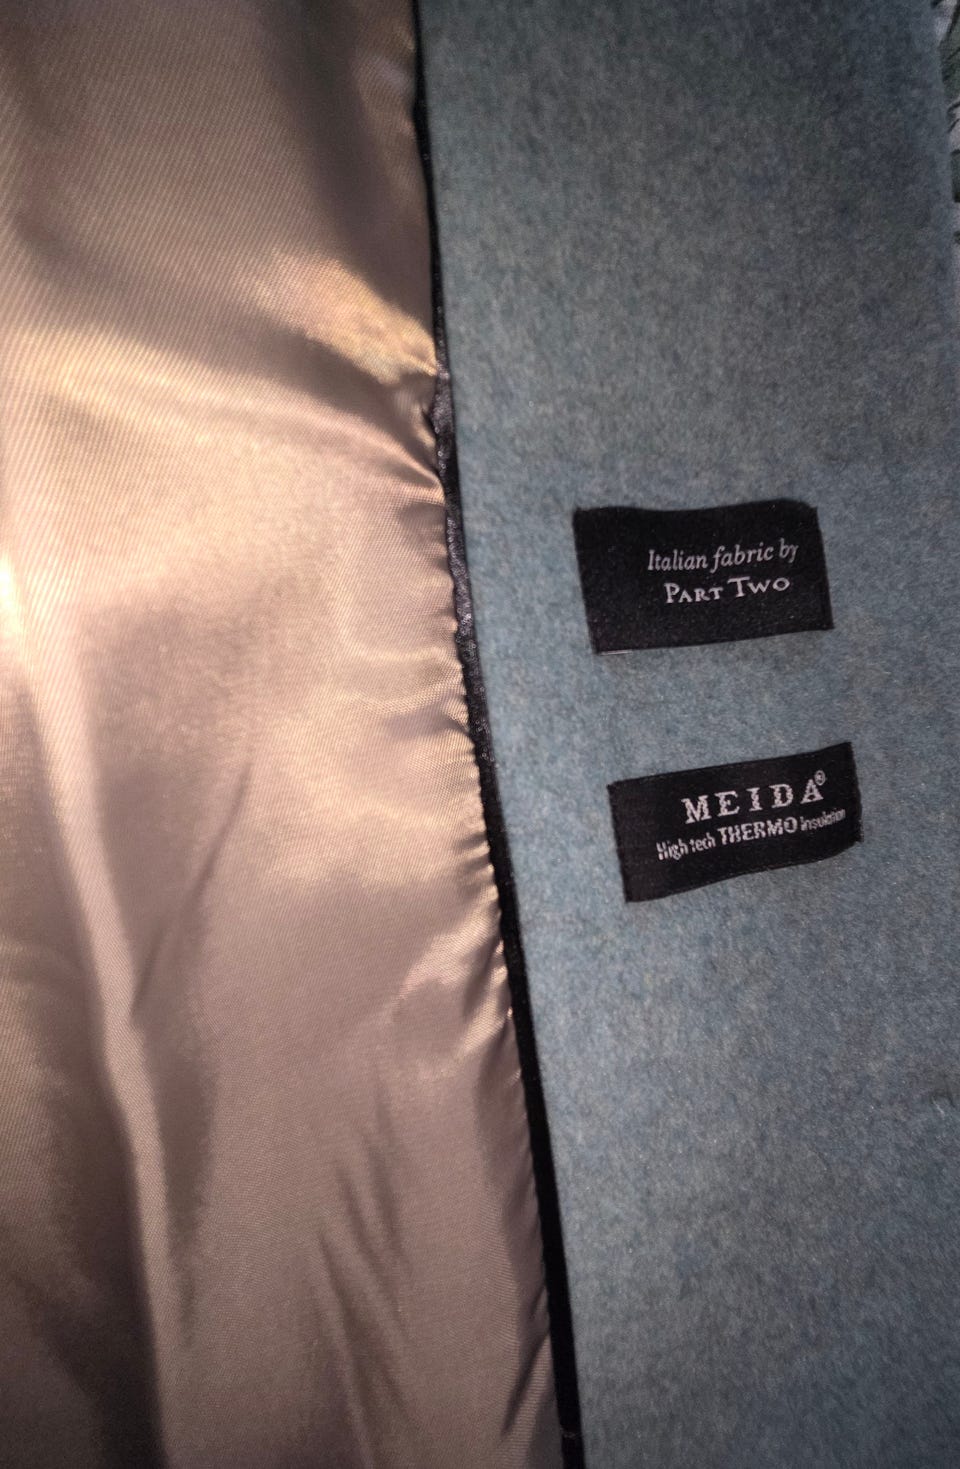 Italian fabric by
PART TWO
MEIDA®
High tech THERMO Insulation